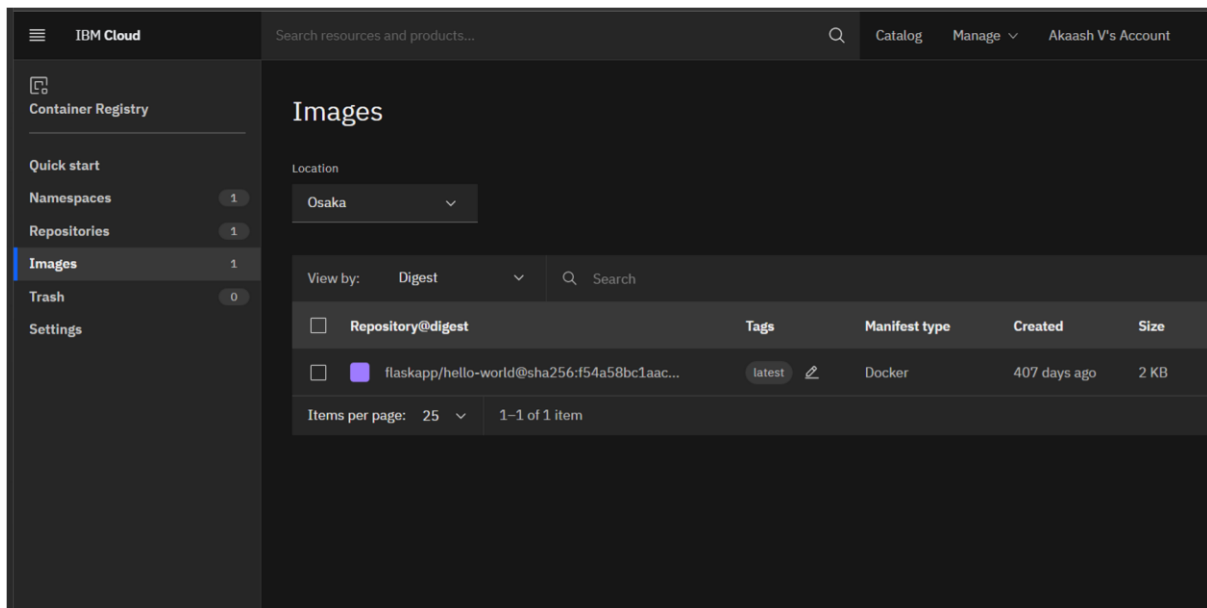 IBM Cloud
Search resources and products...
Catalog
Manage
Akaash V's Account
Container Registry
Quick start
Namespaces 1
Repositories 1
Images 1
Trash 0
Settings
Images
Location
Osaka
View by: Digest
Search
Repository@digest Tags Manifest type Created Size
flaskapp/hello-world@sha256:f54a58bc1aac... latest Docker 407 days ago 2 KB
Items per page: 25 1–1 of 1 item